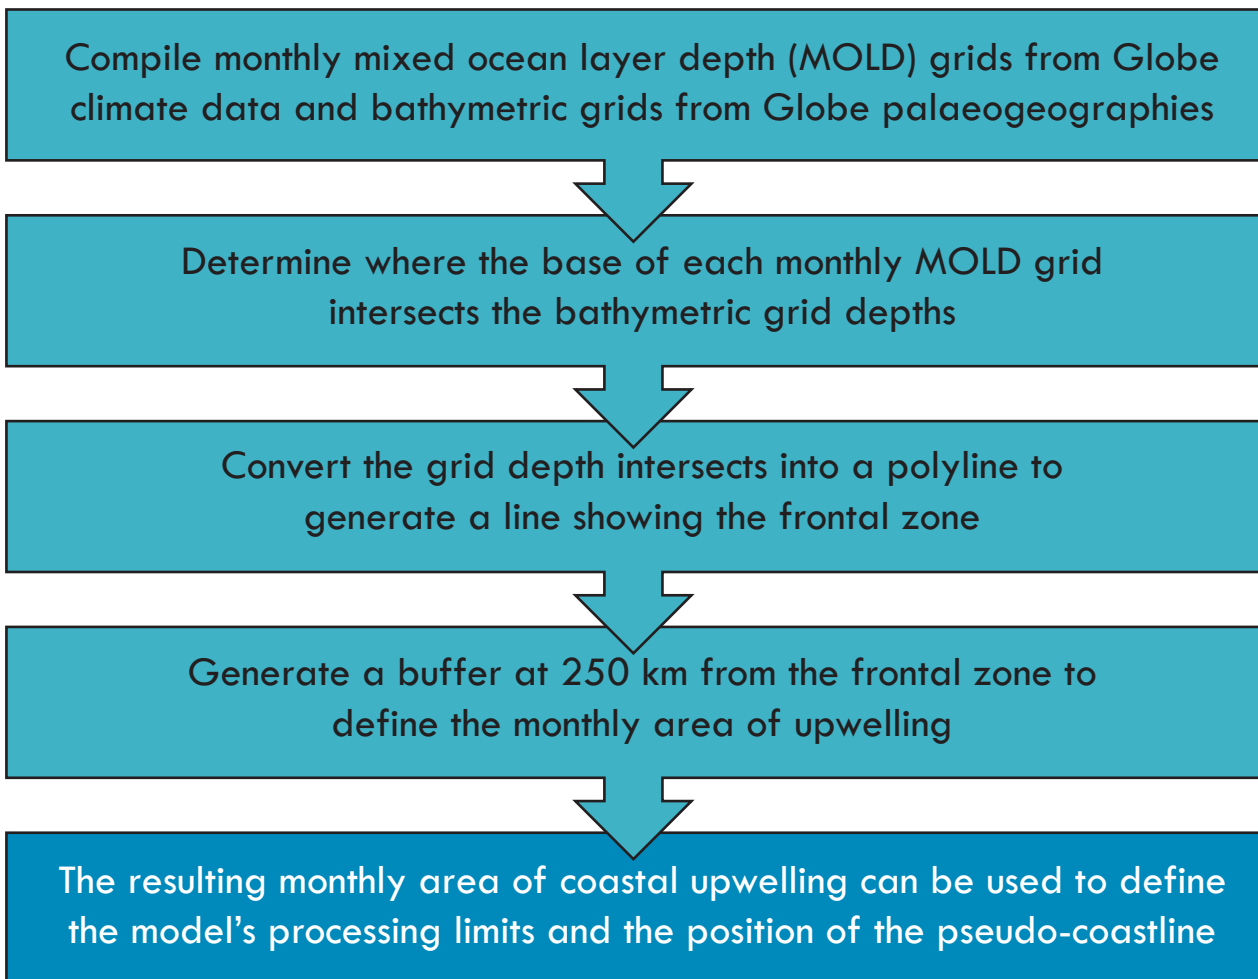 Compile monthly mixed ocean layer depth (MOLD) grids from Globe
climate data and bathymetric grids from Globe palaeogeographies
Determine where the base of each monthly MOLD grid
intersects the bathymetric grid depths
Convert the grid depth intersects into a polyline to
generate a line showing the frontal zone
Generate a buffer at 250 km from the frontal zone to
define the monthly area of upwelling
The resulting monthly area of coastal upwelling can be used to define
the model’s processing limits and the position of the pseudo-coastline